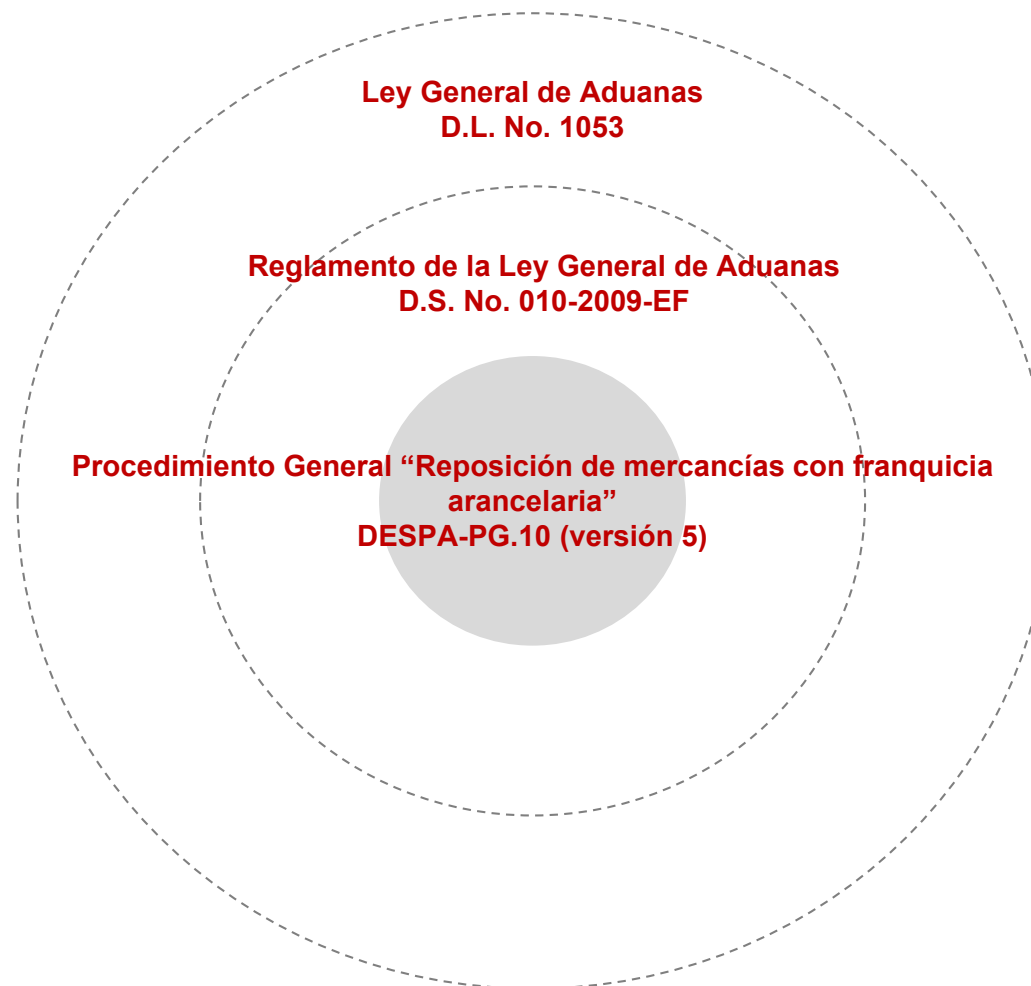 Ley General de Aduanas
D.L. No. 1053
Reglamento de la Ley General de Aduanas
D.S. No. 010-2009-EF
Procedimiento General “Reposición de mercancías con franquicia
arancelaria”
DESPA-PG.10 (versión 5)